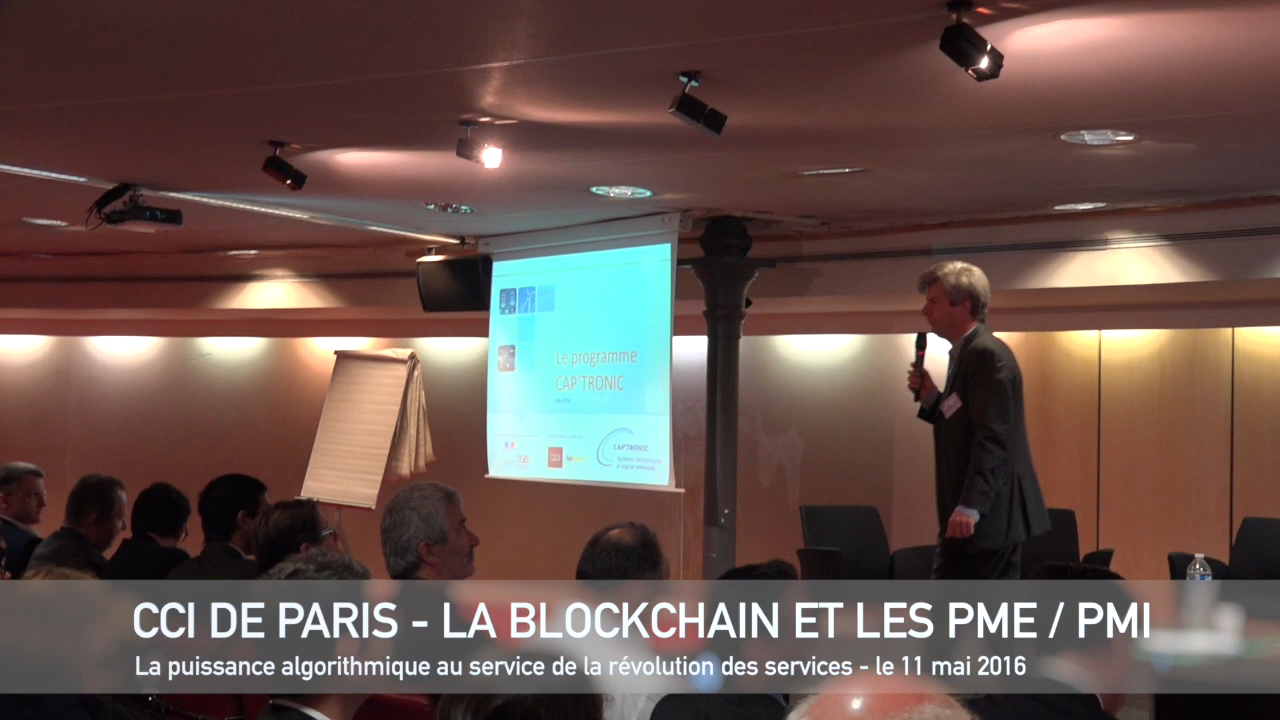 Le programme
CAP'TRONIC
CAP'TRONIC
CCI DE PARIS - LA BLOCKCHAIN ET LES PME / PMI
La puissance algorithmique au service de la révolution des services - le 11 mai 2016